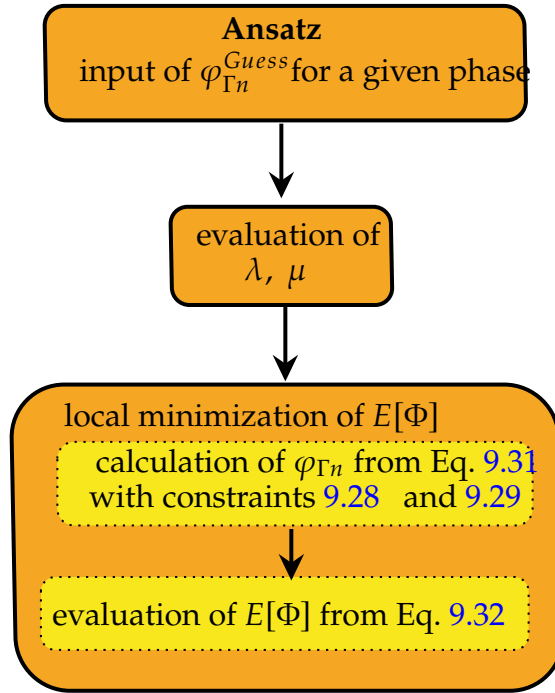 Ansatz
input of φ_{Γn}^{Guess} for a given phase
evaluation of
λ, μ
local minimization of E[Φ]
calculation of φ_{Γn} from Eq. 9.31
with constraints 9.28 and 9.29
evaluation of E[Φ] from Eq. 9.32